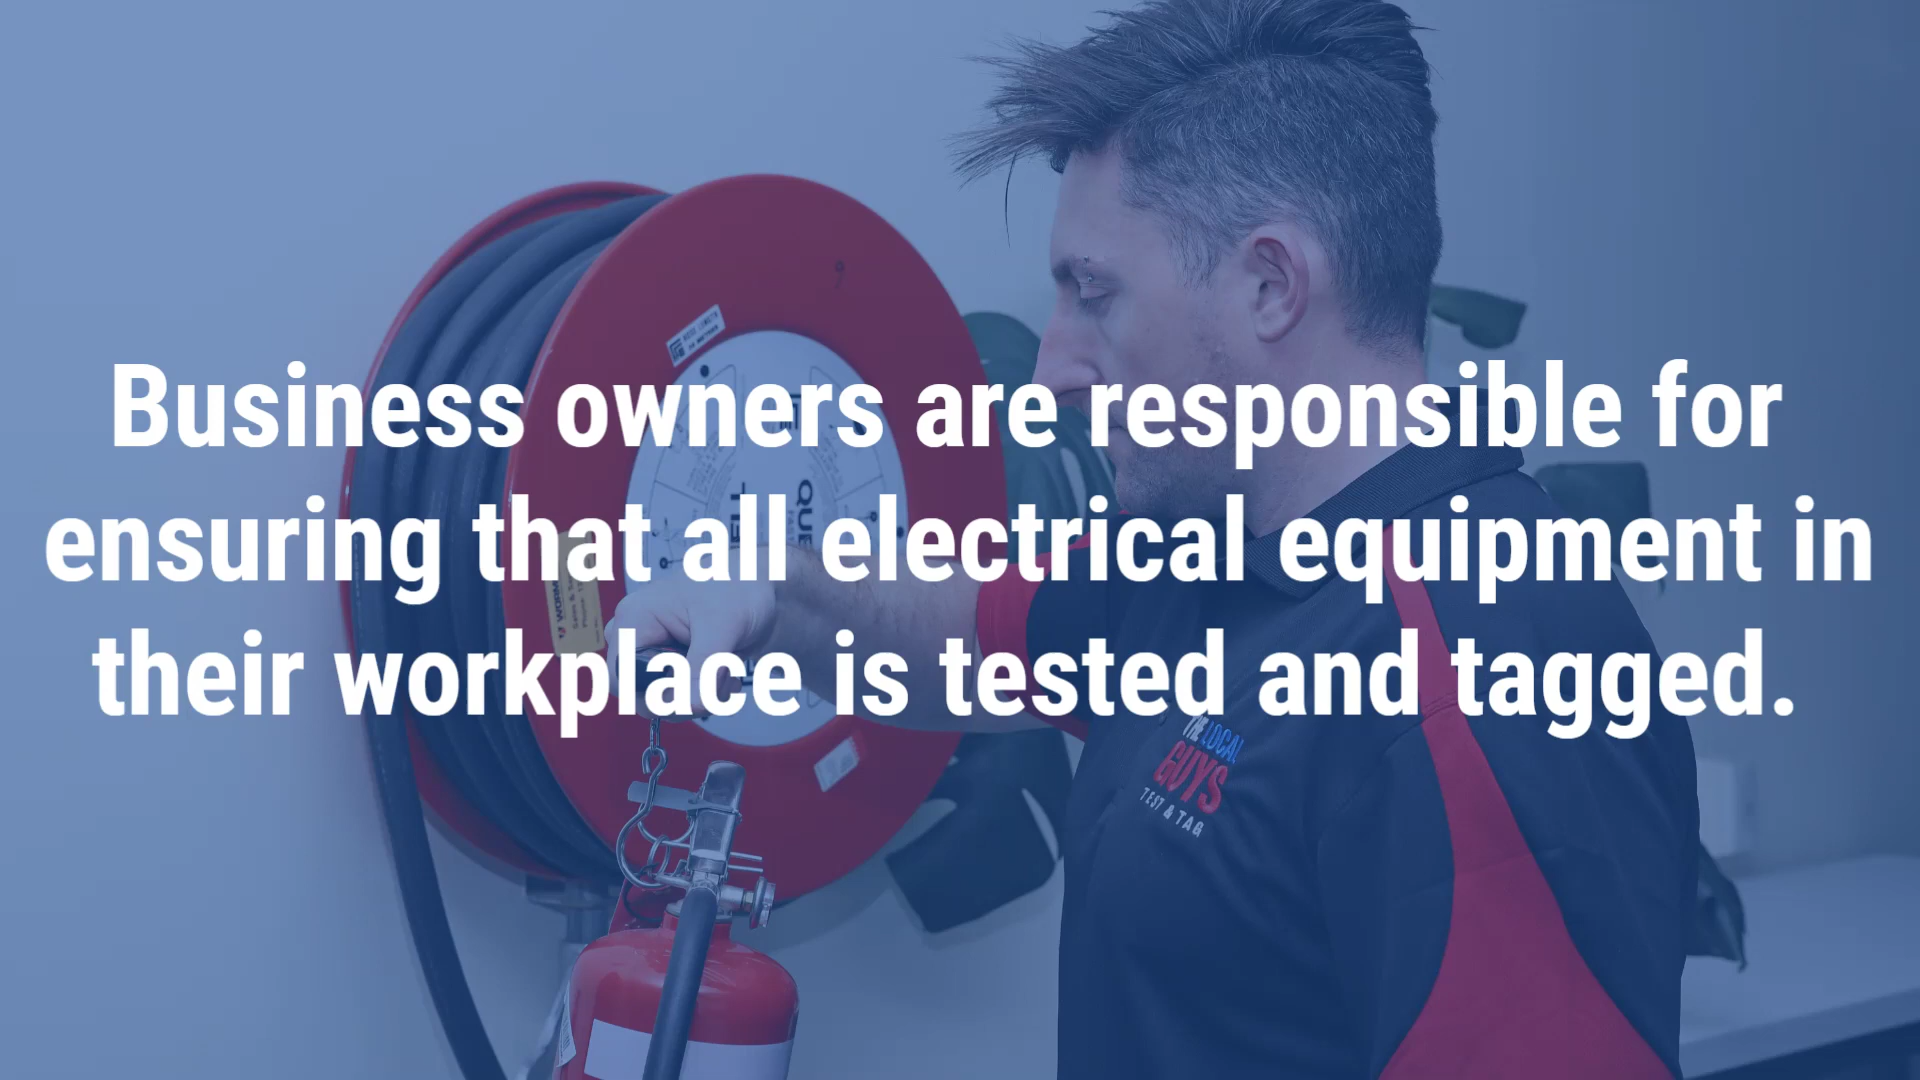 Business owners are responsible for
ensuring that all electrical equipment in
their workplace is tested and tagged.
THE LOCAL
GUYS
TEST & TAG